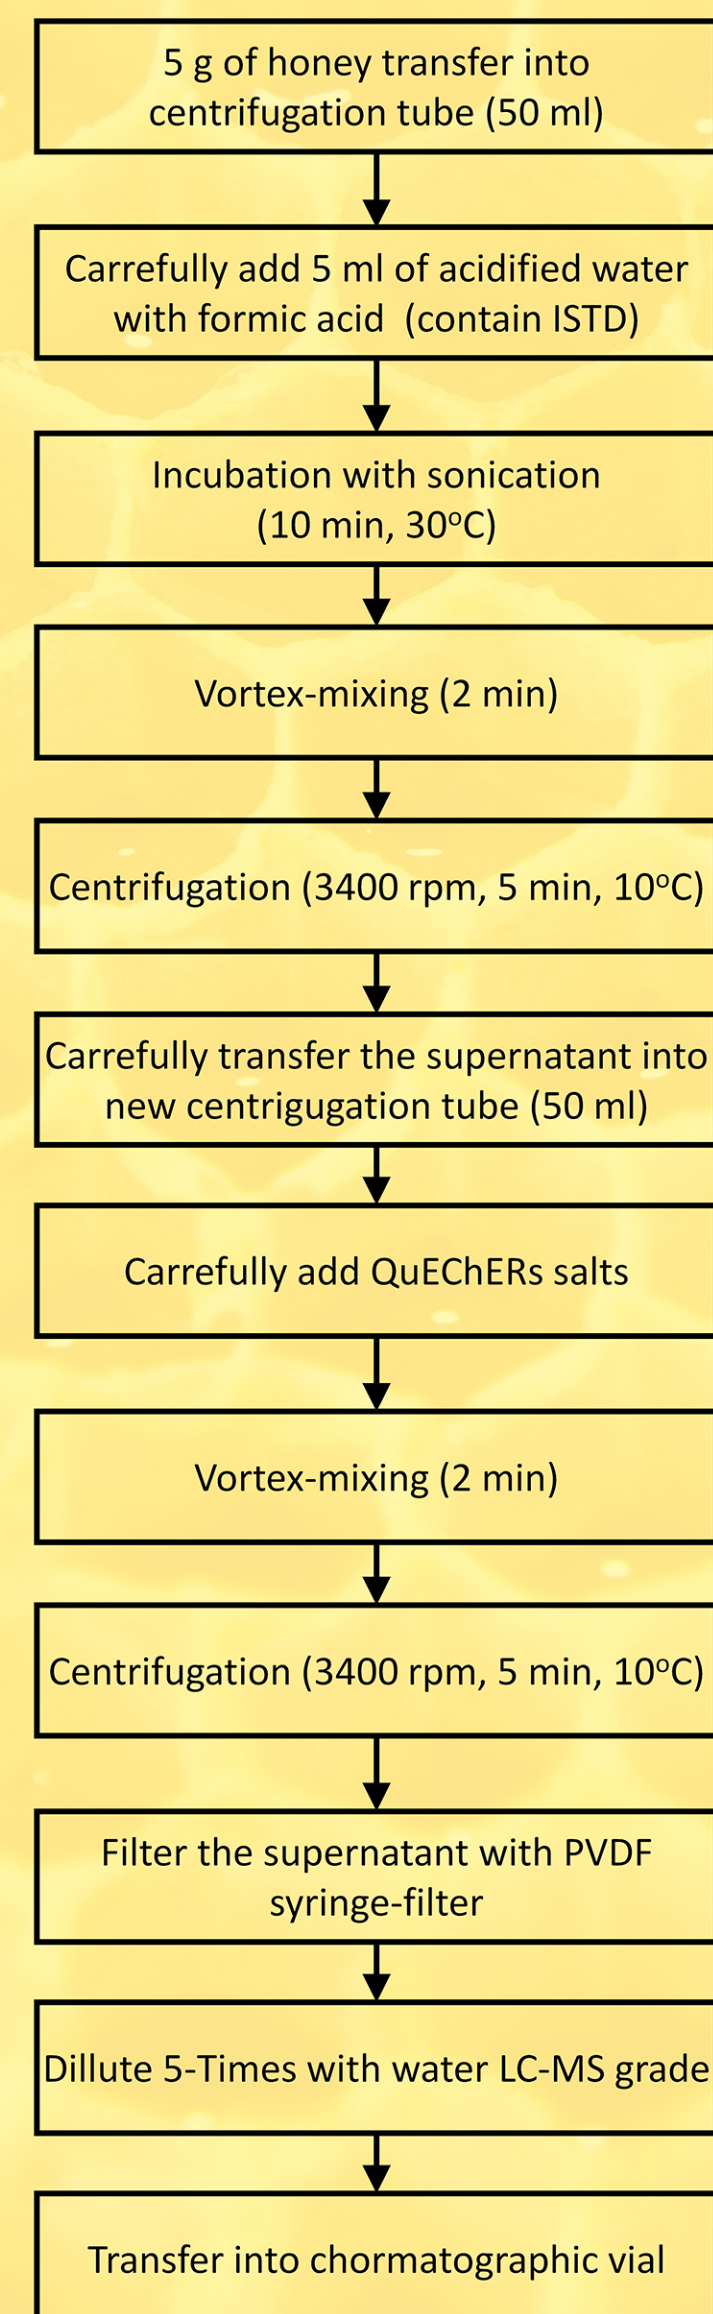 5 g of honey transfer into
centrifugation tube (50 ml)
Carrefully add 5 ml of acidified water
with formic acid (contain ISTD)
Incubation with sonication
(10 min, 30°C)
Vortex-mixing (2 min)
Centrifugation (3400 rpm, 5 min, 10°C)
Carrefully transfer the supernatant into
new centrigugation tube (50 ml)
Carrefully add QuEChERs salts
Vortex-mixing (2 min)
Centrifugation (3400 rpm, 5 min, 10°C)
Filter the supernatant with PVDF
syringe-filter
Dillute 5-Times with water LC-MS grade
Transfer into chormatographic vial